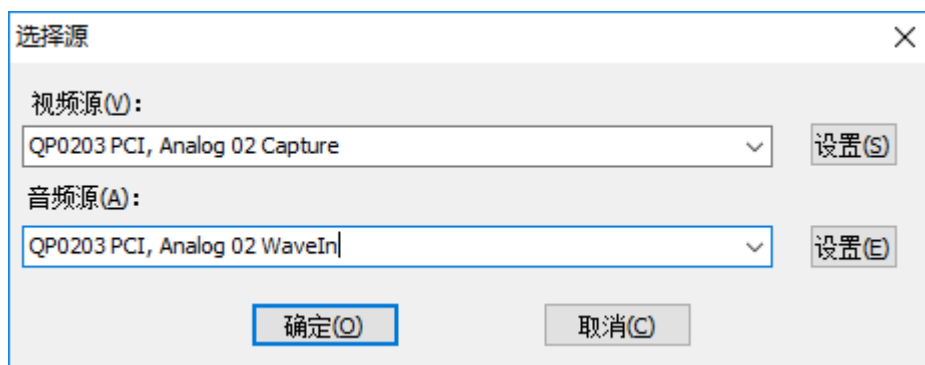 选择源
视频源(V):
QP0203 PCI, Analog 02 Capture
设置(S)
音频源(A):
QP0203 PCI, Analog 02 WaveIn
设置(E)
确定(O)
取消(C)